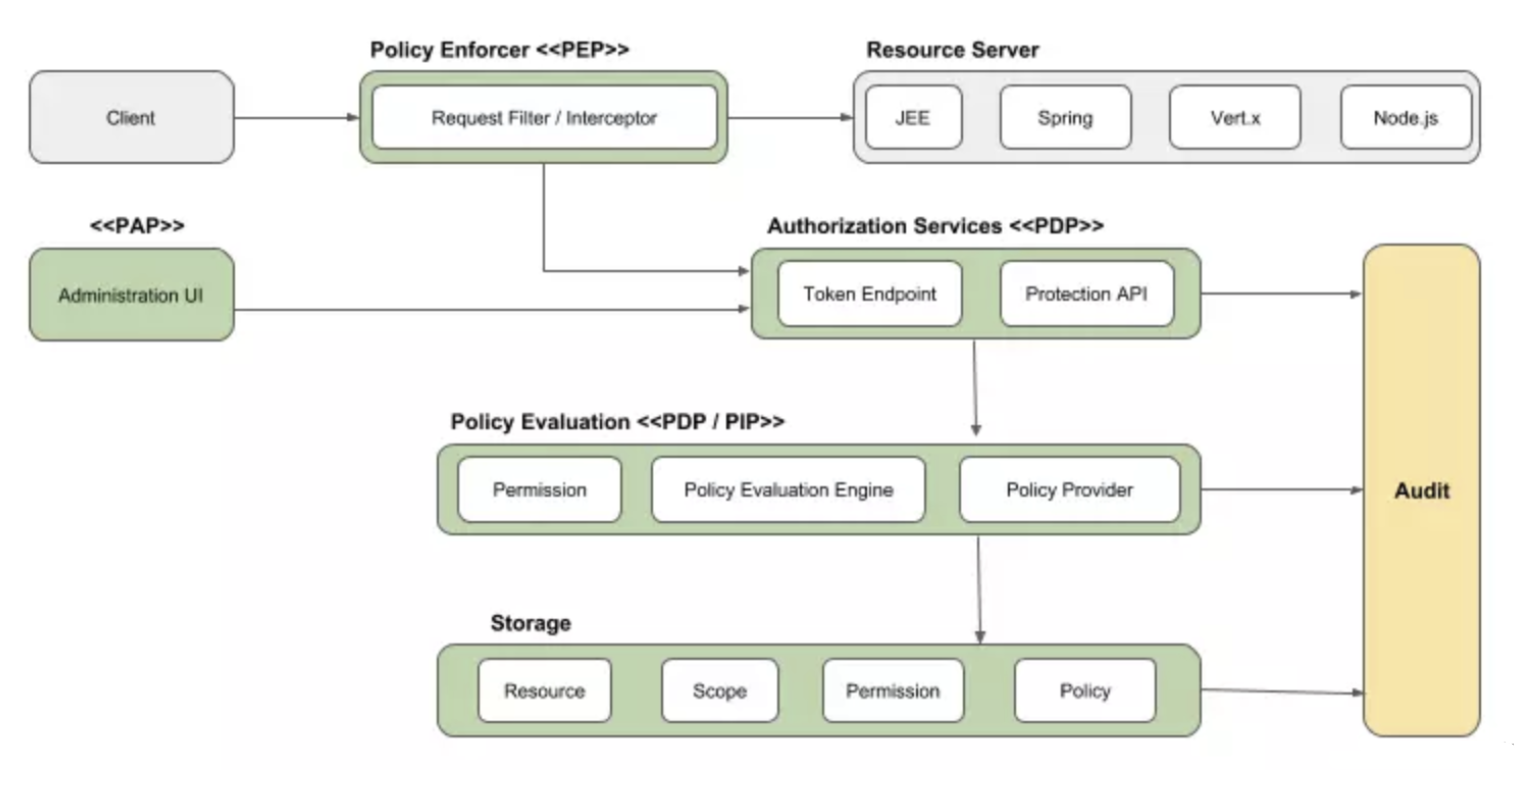 Policy Enforcer <<PEP>>
Resource Server
Client
Request Filter / Interceptor
JEE
Spring
Vert.x
Node.js
<<PAP>>
Authorization Services <<PDP>>
Administration UI
Token Endpoint
Protection API
Policy Evaluation <<PDP / PIP>>
Permission
Policy Evaluation Engine
Policy Provider
Audit
Storage
Resource
Scope
Permission
Policy